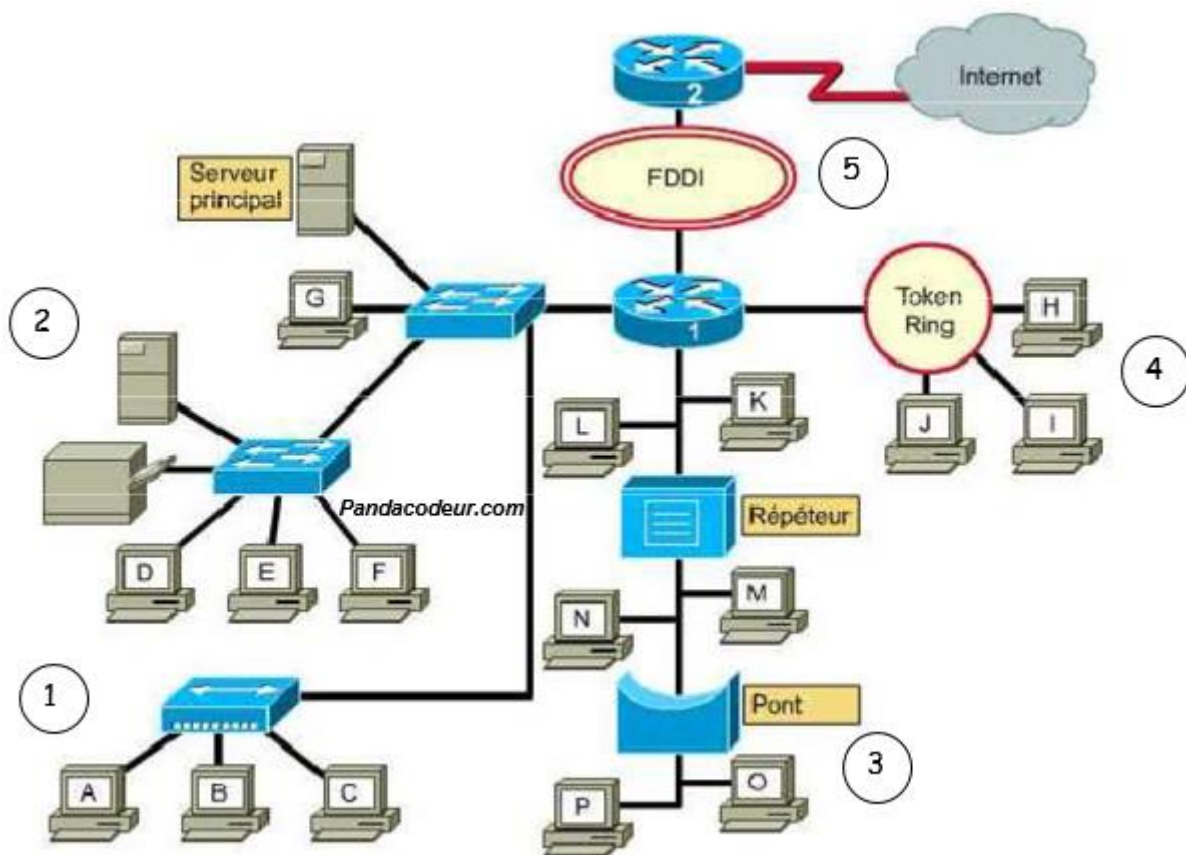 2
Internet
5
FDDI
Serveur
principal
G
2
1
Token
Ring
H
4
L
K
J
I
Pandacodeur.com
Répéteur
D
E
F
N
M
1
Pont
3
A
B
C
P
O